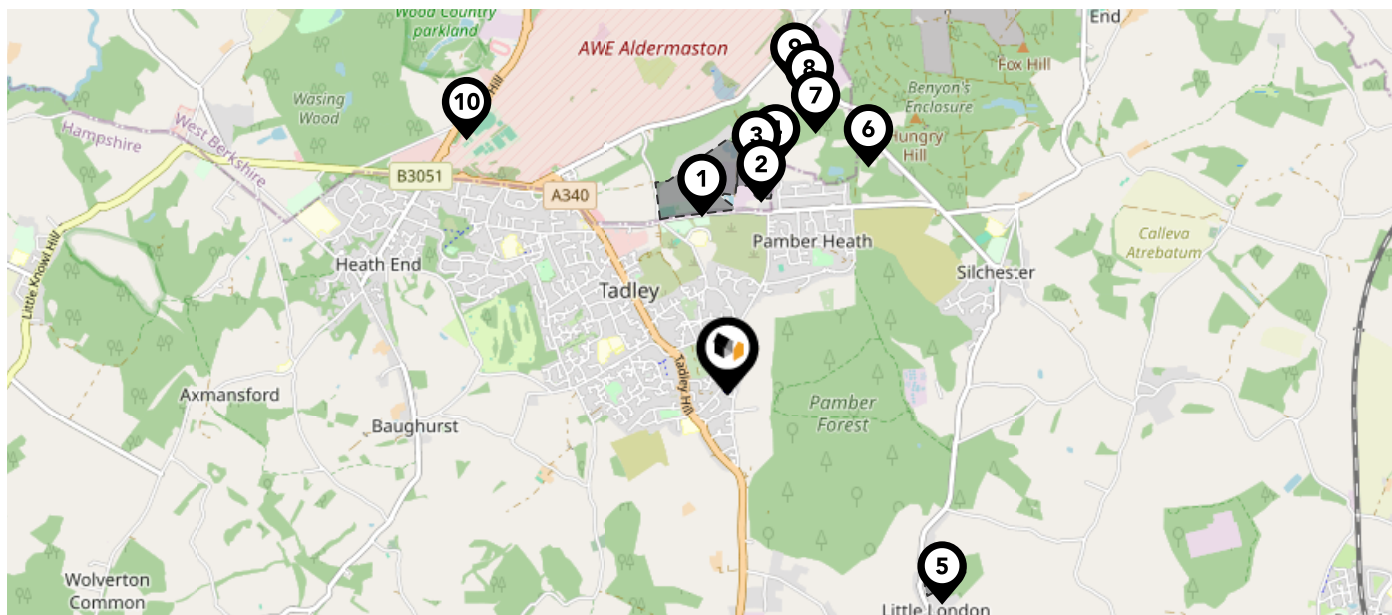 Wood Country
parkland
End
AWE Aldermaston
9
8
Fox Hill
10
Hill
Wasing
Wood
7
Benyon's
Enclosure
Hampshire
West Berkshire
3
6
Hungry
Hill
2
B3051
1
A340
Pamber Heath
Calleva
Atrebatum
Little Knowl Hill
Heath End
Silchester
Tadley
Tadley Hill
Axmansford
Pamber
Forest
Baughurst
5
Wolverton
Common
Little London